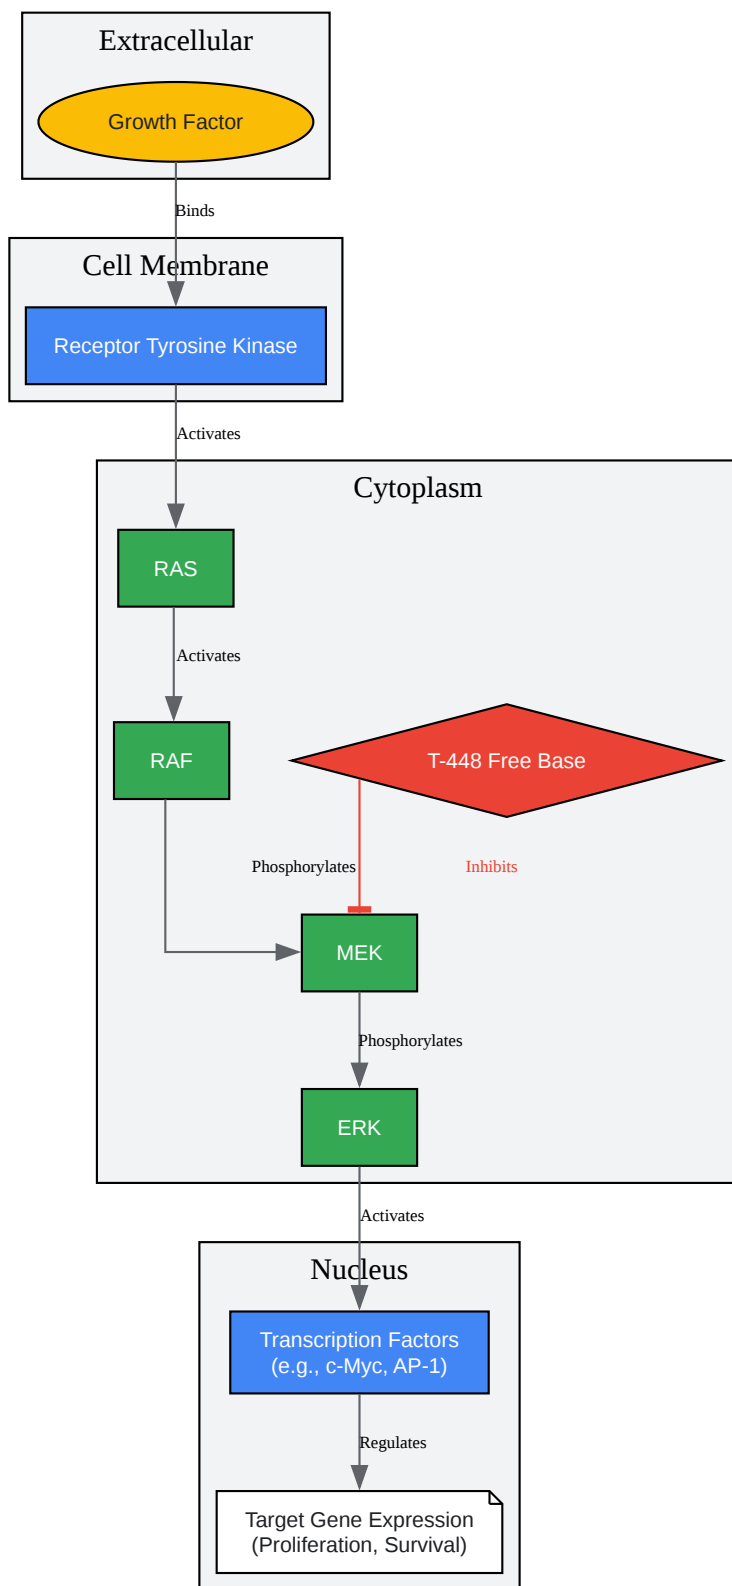 Extracellular
Growth Factor
Binds
Cell Membrane
Receptor Tyrosine Kinase
Activates
Cytoplasm
RAS
Activates
RAF
T-448 Free Base
Phosphorylates
Inhibits
MEK
Phosphorylates
ERK
Activates
Nucleus
Transcription Factors
(e.g., c-Myc, AP-1)
Regulates
Target Gene Expression
(Proliferation, Survival)